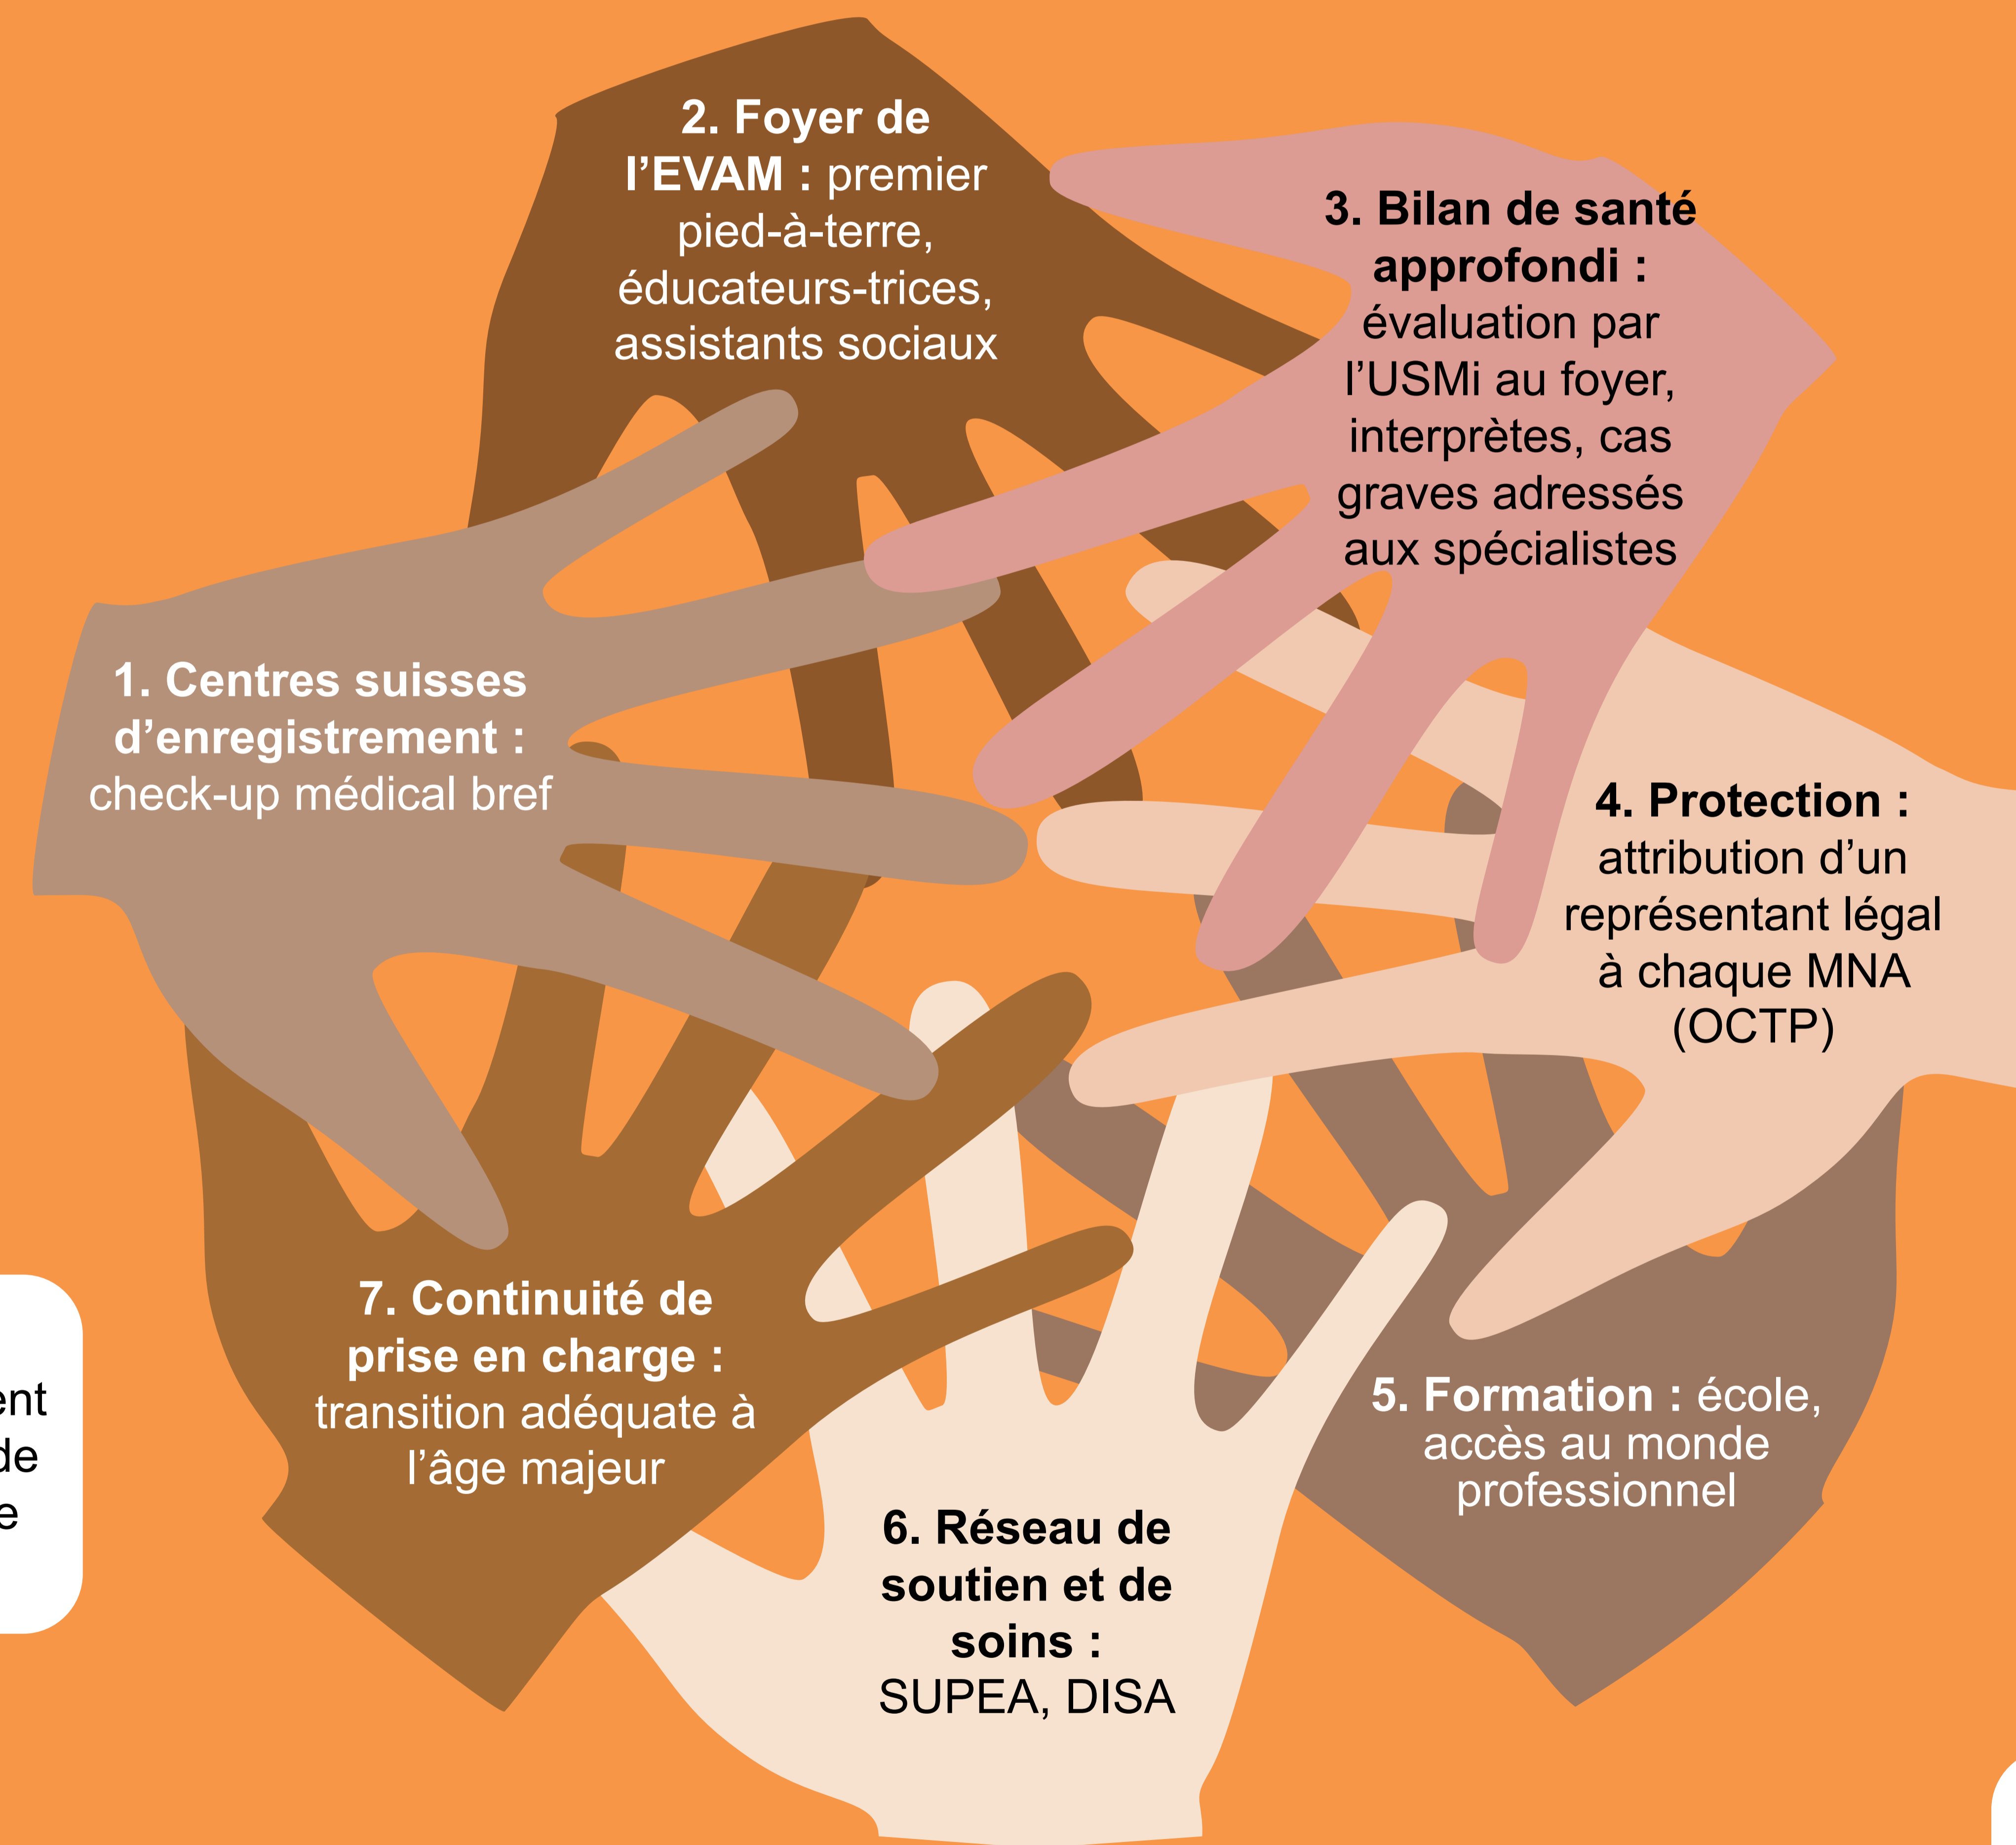 1. Centres suisses
d’enregistrement :
check-up médical bref
2. Foyer de
l’EVAM : premier
pied-à-terre,
éducateurs-trices,
assistants sociaux
3. Bilan de santé
approfondi :
évaluation par
l’USMi au foyer,
interprètes, cas
graves adressés
aux spécialistes
4. Protection :
attribution d’un
représentant légal
à chaque MNA
(OCTP)
5. Formation : école,
accès au monde
professionnel
6. Réseau de
soutien et de
soins :
SUPEA, DISA
7. Continuité de
prise en charge :
transition adéquate à
l’âge majeur